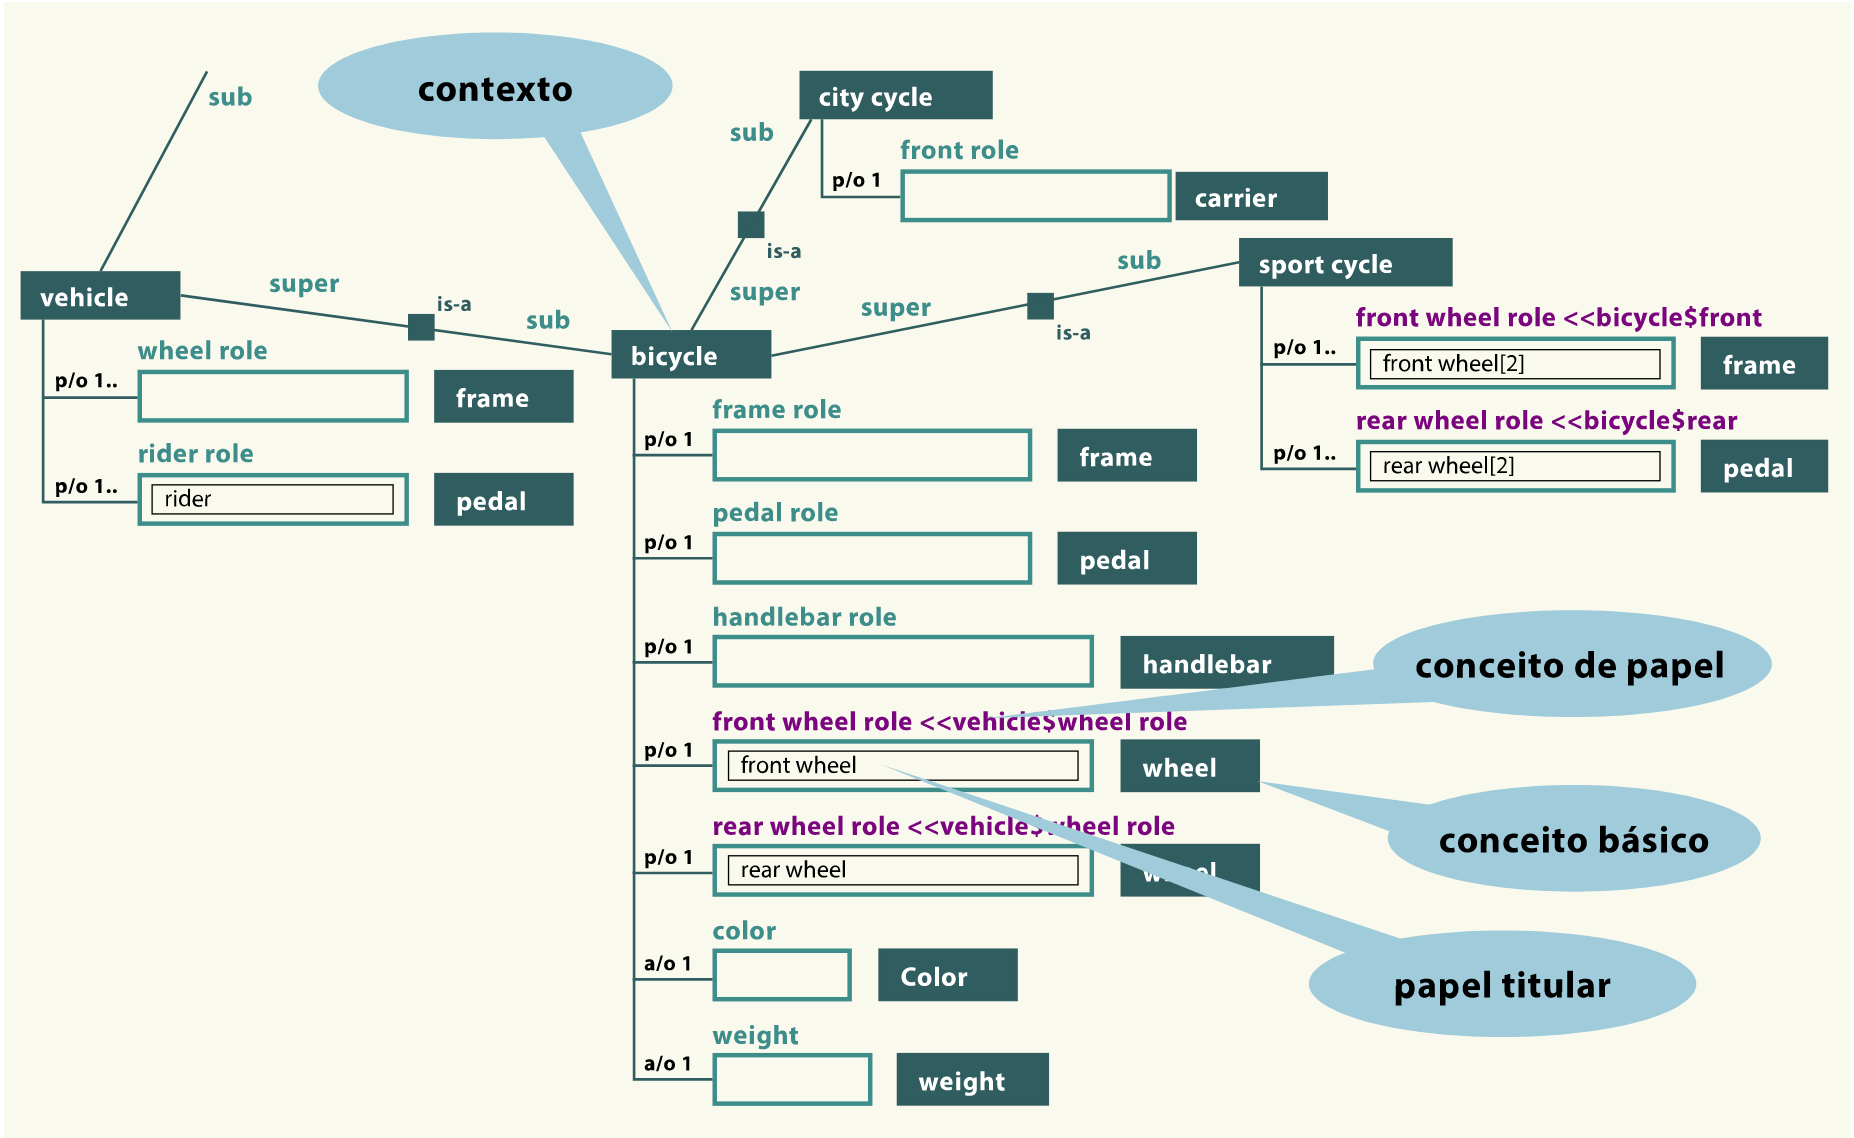 sub
contexto
city cycle
sub
front role
p/o 1
carrier
is-a
super
vehicle
super
is-a
sub
bicycle
super
sub
is-a
sport cycle
wheel role
p/o 1..
frame
rider role
p/o 1..
rider
pedal
front wheel role <<bicycle$front
p/o 1..
front wheel[2]
frame
rear wheel role <<bicycle$rear
p/o 1..
rear wheel[2]
pedal
frame role
p/o 1
frame
pedal role
p/o 1
pedal
handlebar role
p/o 1
handlebar
conceito de papel
front wheel role <<vehicle$wheel role
p/o 1
front wheel
wheel
conceito básico
rear wheel role <<vehicle$wheel role
p/o 1
rear wheel
wheel
papel titular
color
a/o 1
Color
weight
a/o 1
weight